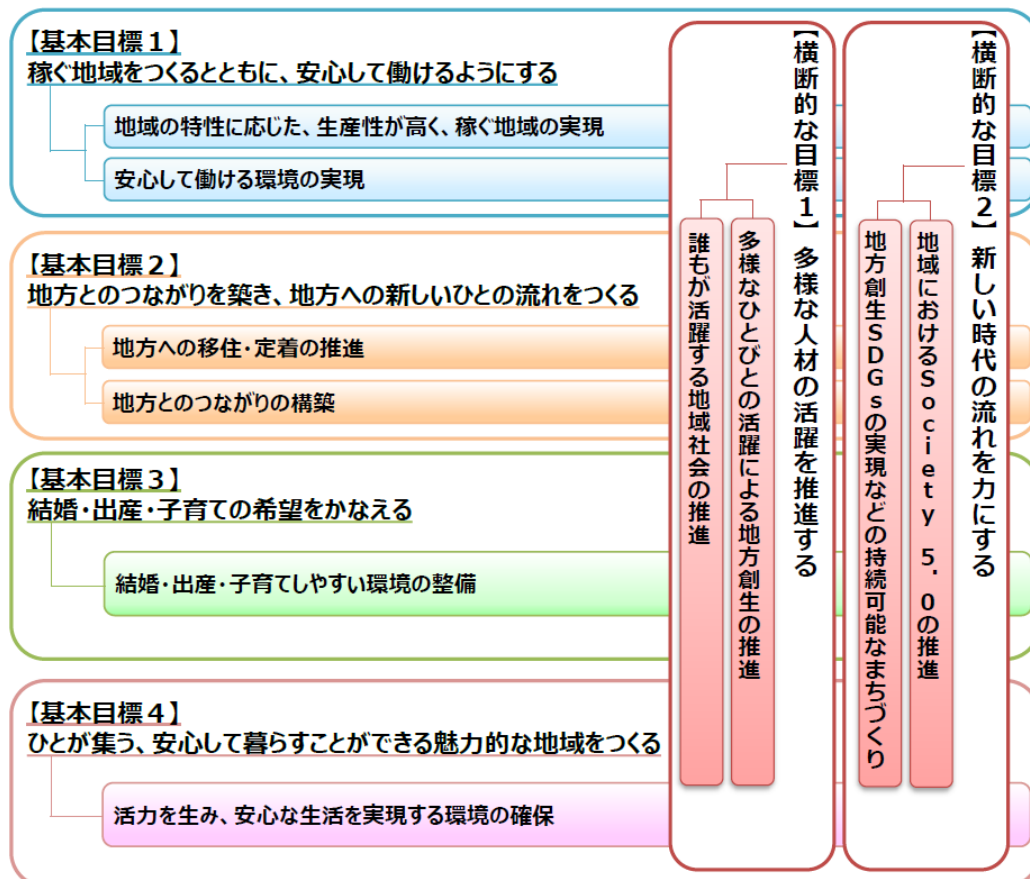 【基本目標1】
稼ぐ地域をつくるとともに、安心して働けるようにする
地域の特性に応じた、生産性が高く、稼ぐ地域の実現
安心して働ける環境の実現
【基本目標2】
地方とのつながりを築き、地方への新しいひとの流れをつくる
地方への移住・定着の推進
地方とのつながりの構築
【基本目標3】
結婚・出産・子育ての希望をかなえる
結婚・出産・子育てしやすい環境の整備
【基本目標4】
ひとが集う、安心して暮らすことができる魅力的な地域をつくる
活力を生み、安心な生活を実現する環境の確保
【横断的な目標1】多様な人材の活躍を推進する
多様なひとびとの活躍による地方創生の推進
誰もが活躍する地域社会の推進
【横断的な目標2】新しい時代の流れを力にする
地域におけるSociety 5.0の推進
地方創生SDGsの実現などの持続可能なまちづくり